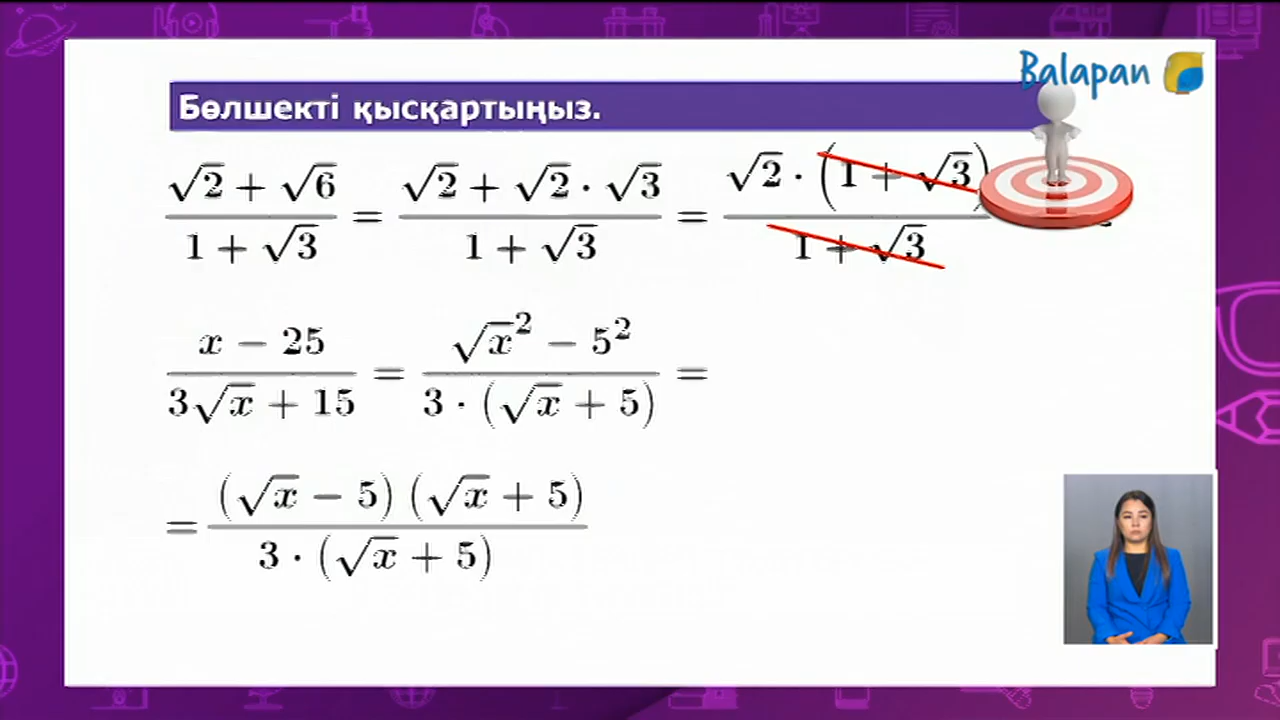 Balapan
Бөлшекті қысқартыңыз.
(√2 + √6)/(1 + √3) = (√2 + √2 · √3)/(1 + √3) = (√2 · (1 + √3))/(1 + √3)
(x − 25)/(3√x + 15) = (√x² − 5²)/(3 · (√x + 5)) =
= ((√x − 5)(√x + 5))/(3 · (√x + 5))